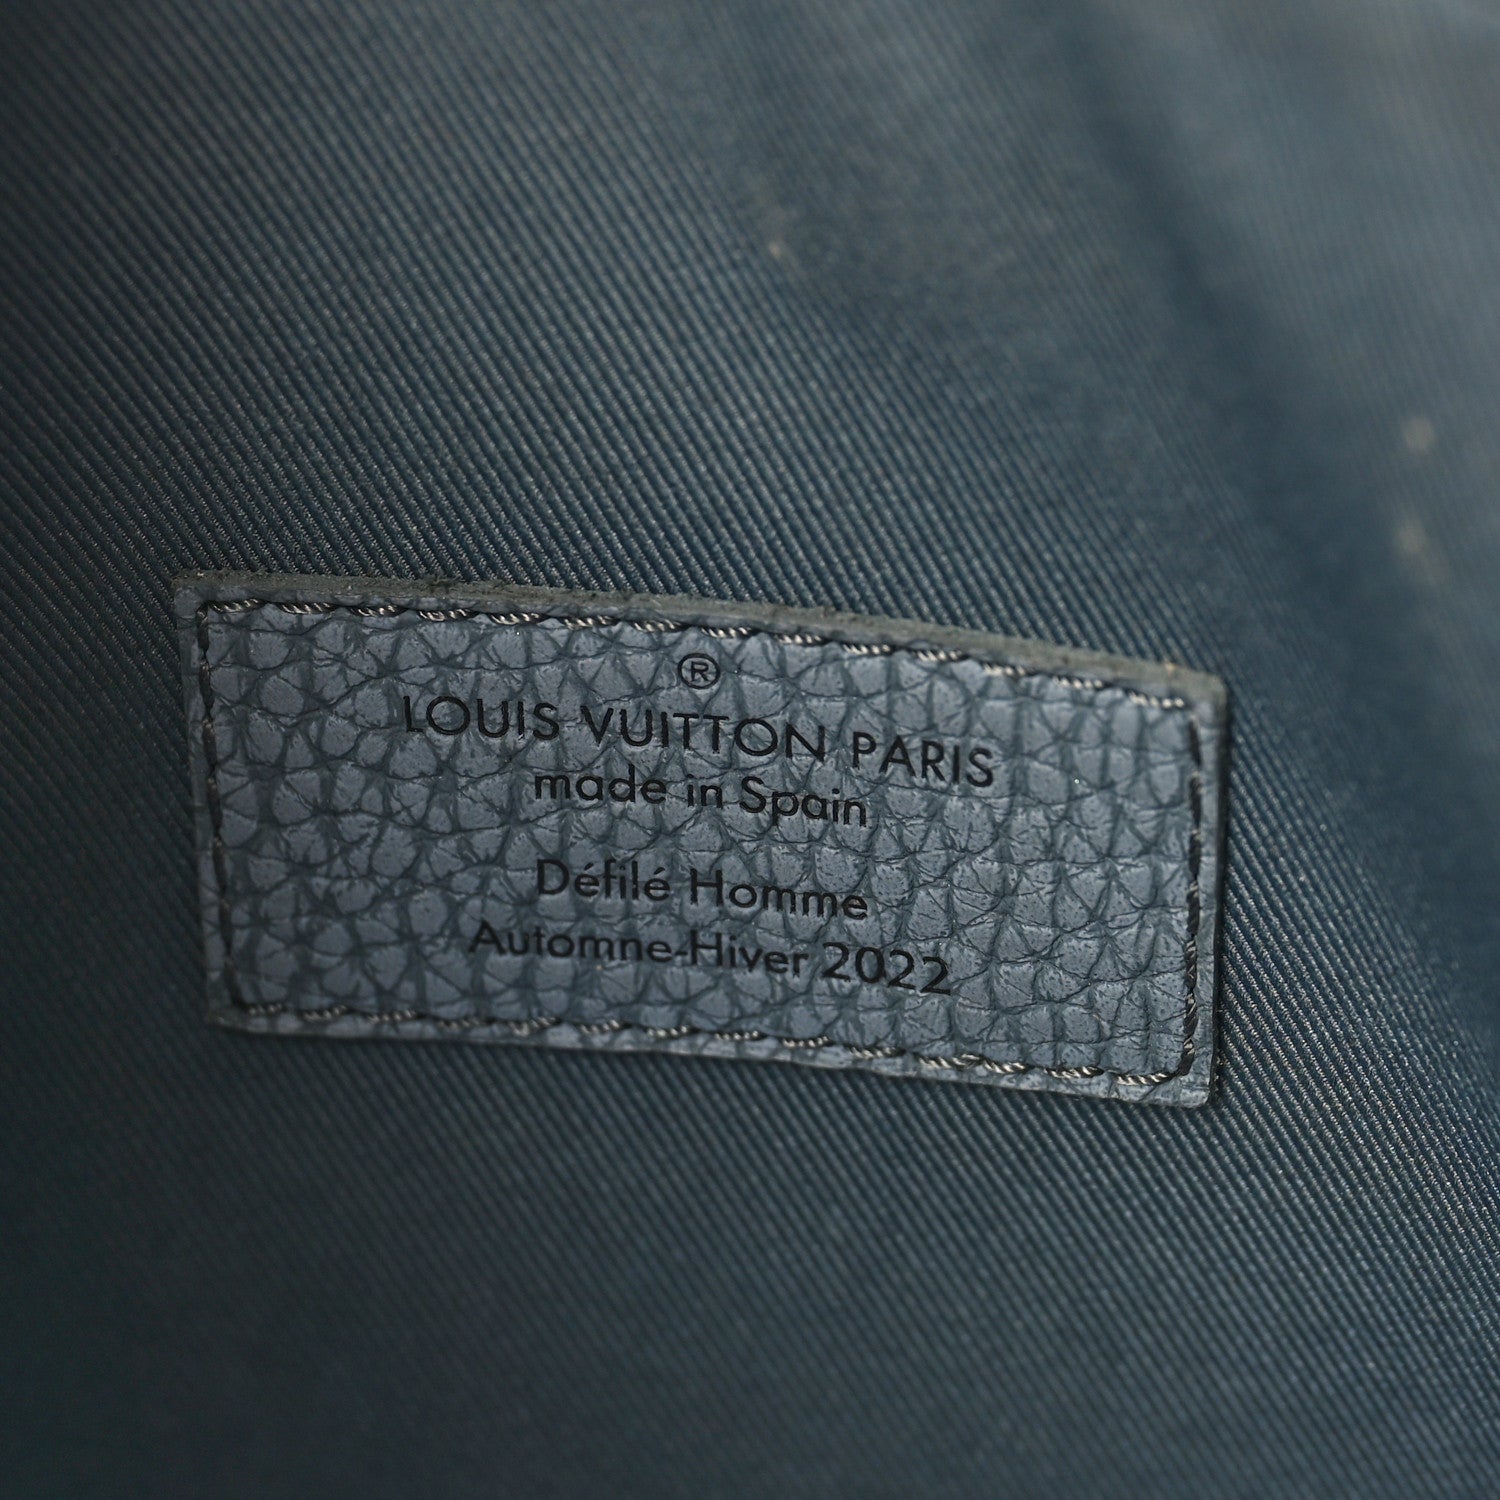 ®
LOUIS VUITTON PARIS
made in Spain
Défilé Homme
Automne-Hiver 2022